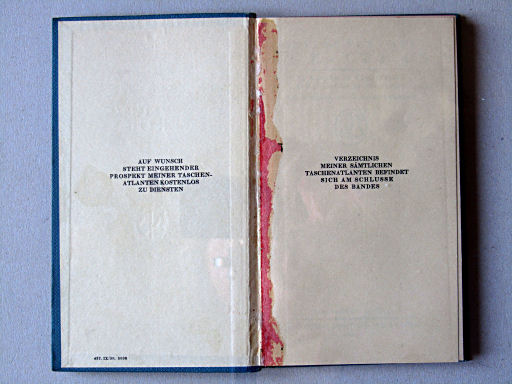 AUF WUNSCH
STEHT EINGEHENDER
PROSPEKT MEINER TASCHEN-
ATLANTEN KOSTENLOS
ZU DIENSTEN
VERZEICHNIS
MEINER SÄMTLICHEN
TASCHENATLANTEN BEFINDET
SICH AM SCHLUSSE
DES BANDES